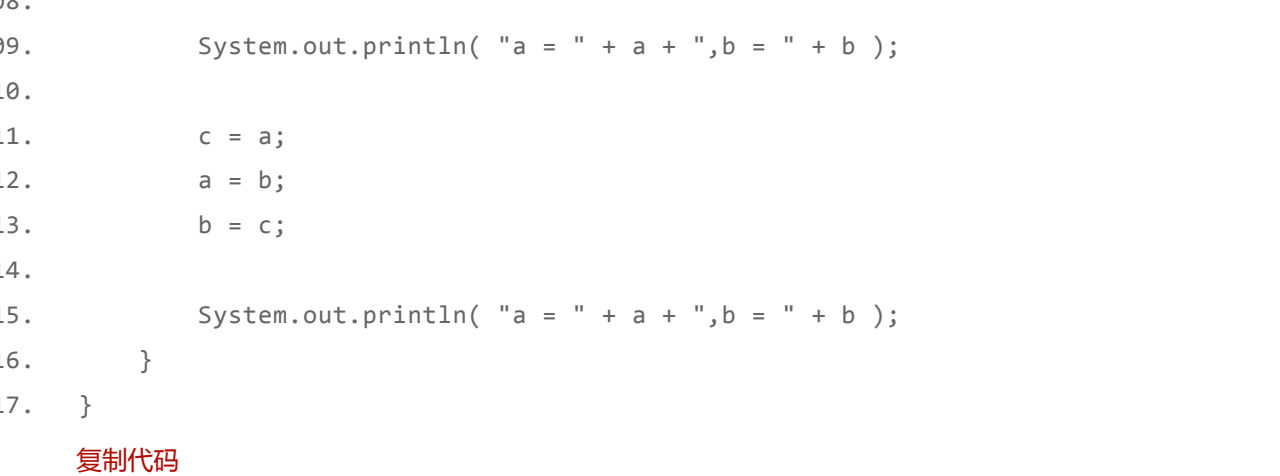 08.
09. System.out.println( "a = " + a + ",b = " + b );
10.
11. c = a;
12. a = b;
13. b = c;
14.
15. System.out.println( "a = " + a + ",b = " + b );
16. }
17. }
复制代码